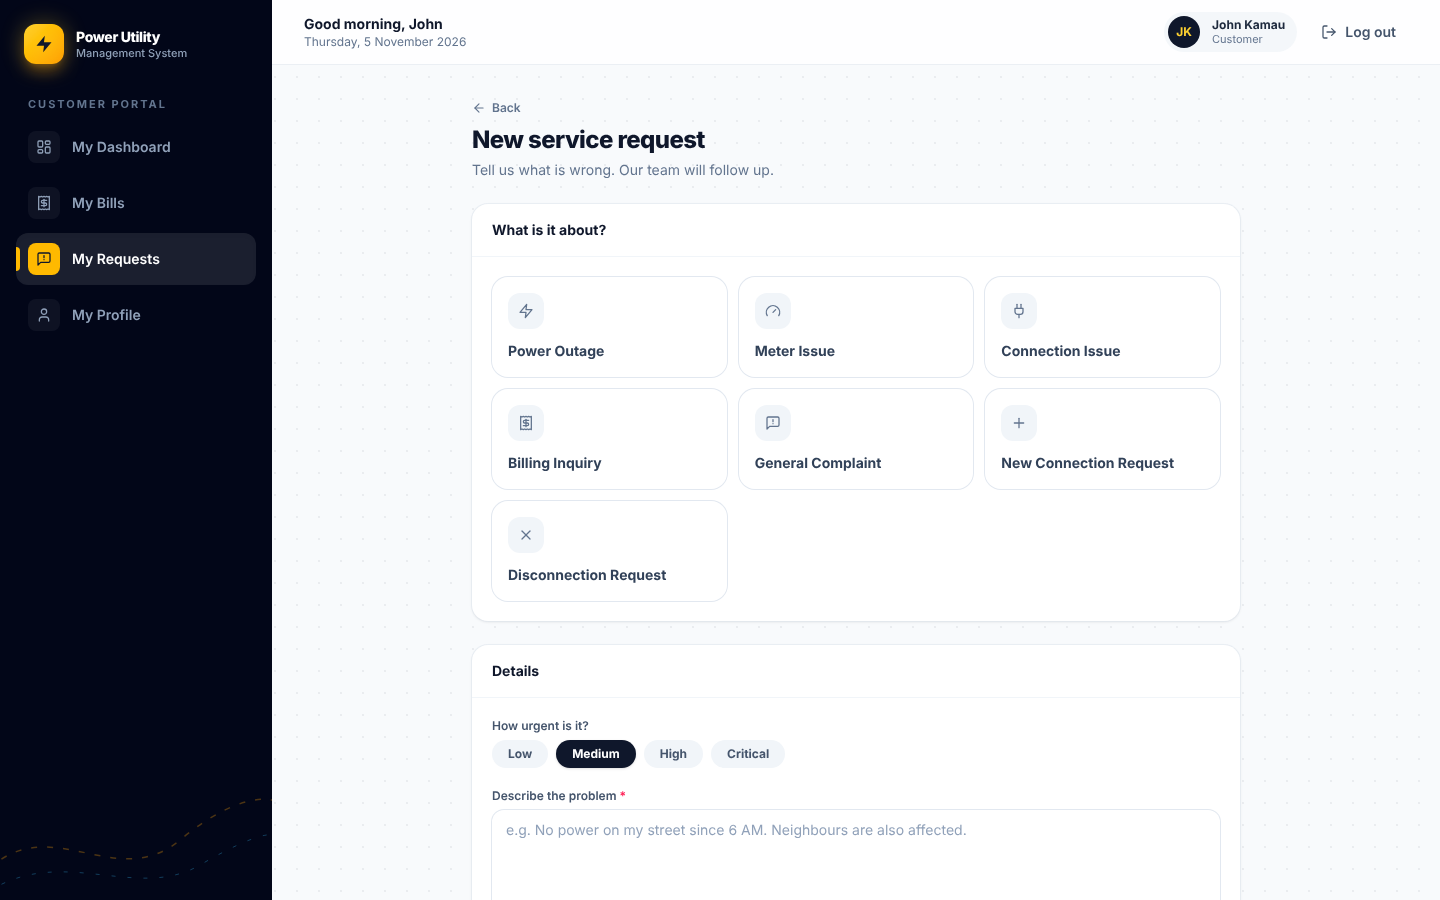 Power Utility
Management System
CUSTOMER PORTAL
My Dashboard
My Bills
My Requests
My Profile
Good morning, John
Thursday, 5 November 2026
JK
John Kamau
Customer
Log out
Back
New service request
Tell us what is wrong. Our team will follow up.
What is it about?
Power Outage
Meter Issue
Connection Issue
Billing Inquiry
General Complaint
New Connection Request
Disconnection Request
Details
How urgent is it?
Low
Medium
High
Critical
Describe the problem *
e.g. No power on my street since 6 AM. Neighbours are also affected.